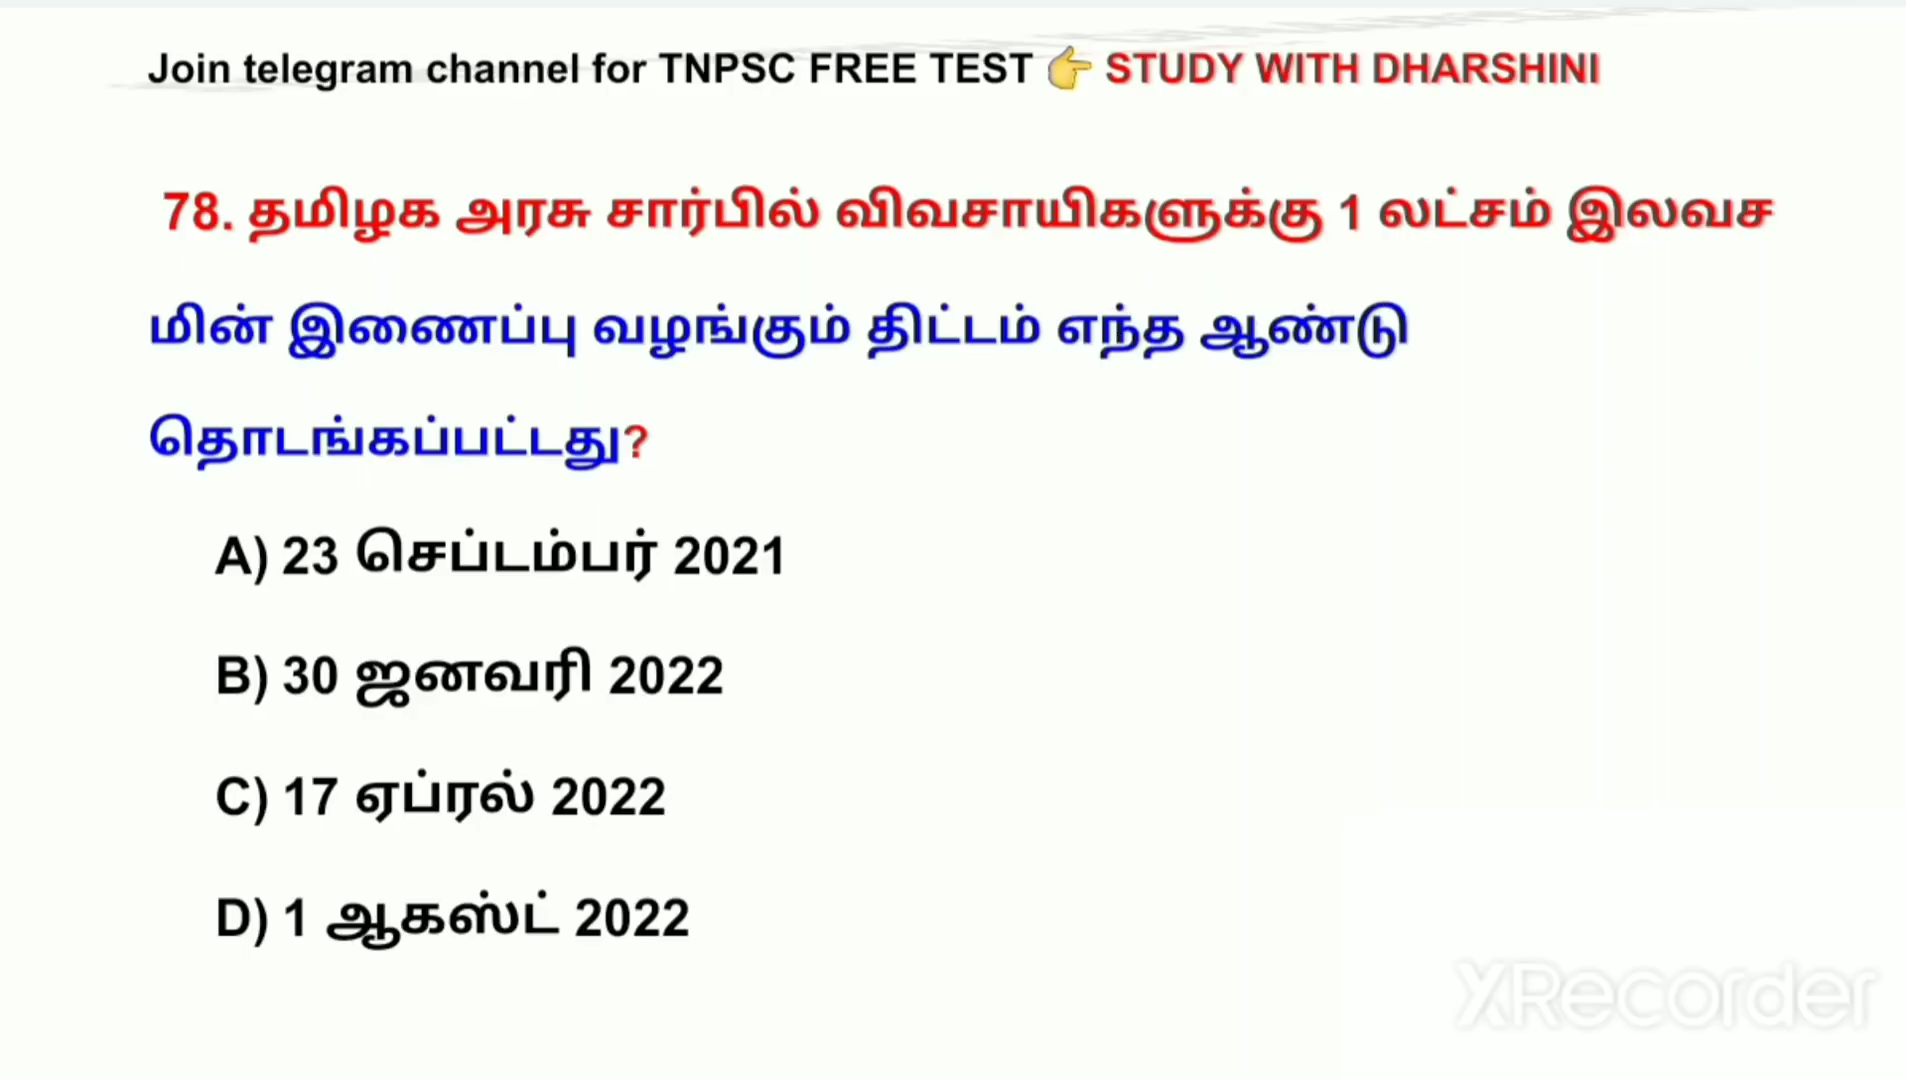 Join telegram channel for TNPSC FREE TEST 👉 STUDY WITH DHARSHINI
78. தமிழக அரசு சார்பில் விவசாயிகளுக்கு 1 லட்சம் இலவச
மின் இணைப்பு வழங்கும் திட்டம் எந்த ஆண்டு
தொடங்கப்பட்டது?
A) 23 செப்டம்பர் 2021
B) 30 ஜனவரி 2022
C) 17 ஏப்ரல் 2022
D) 1 ஆகஸ்ட் 2022
XRecorder